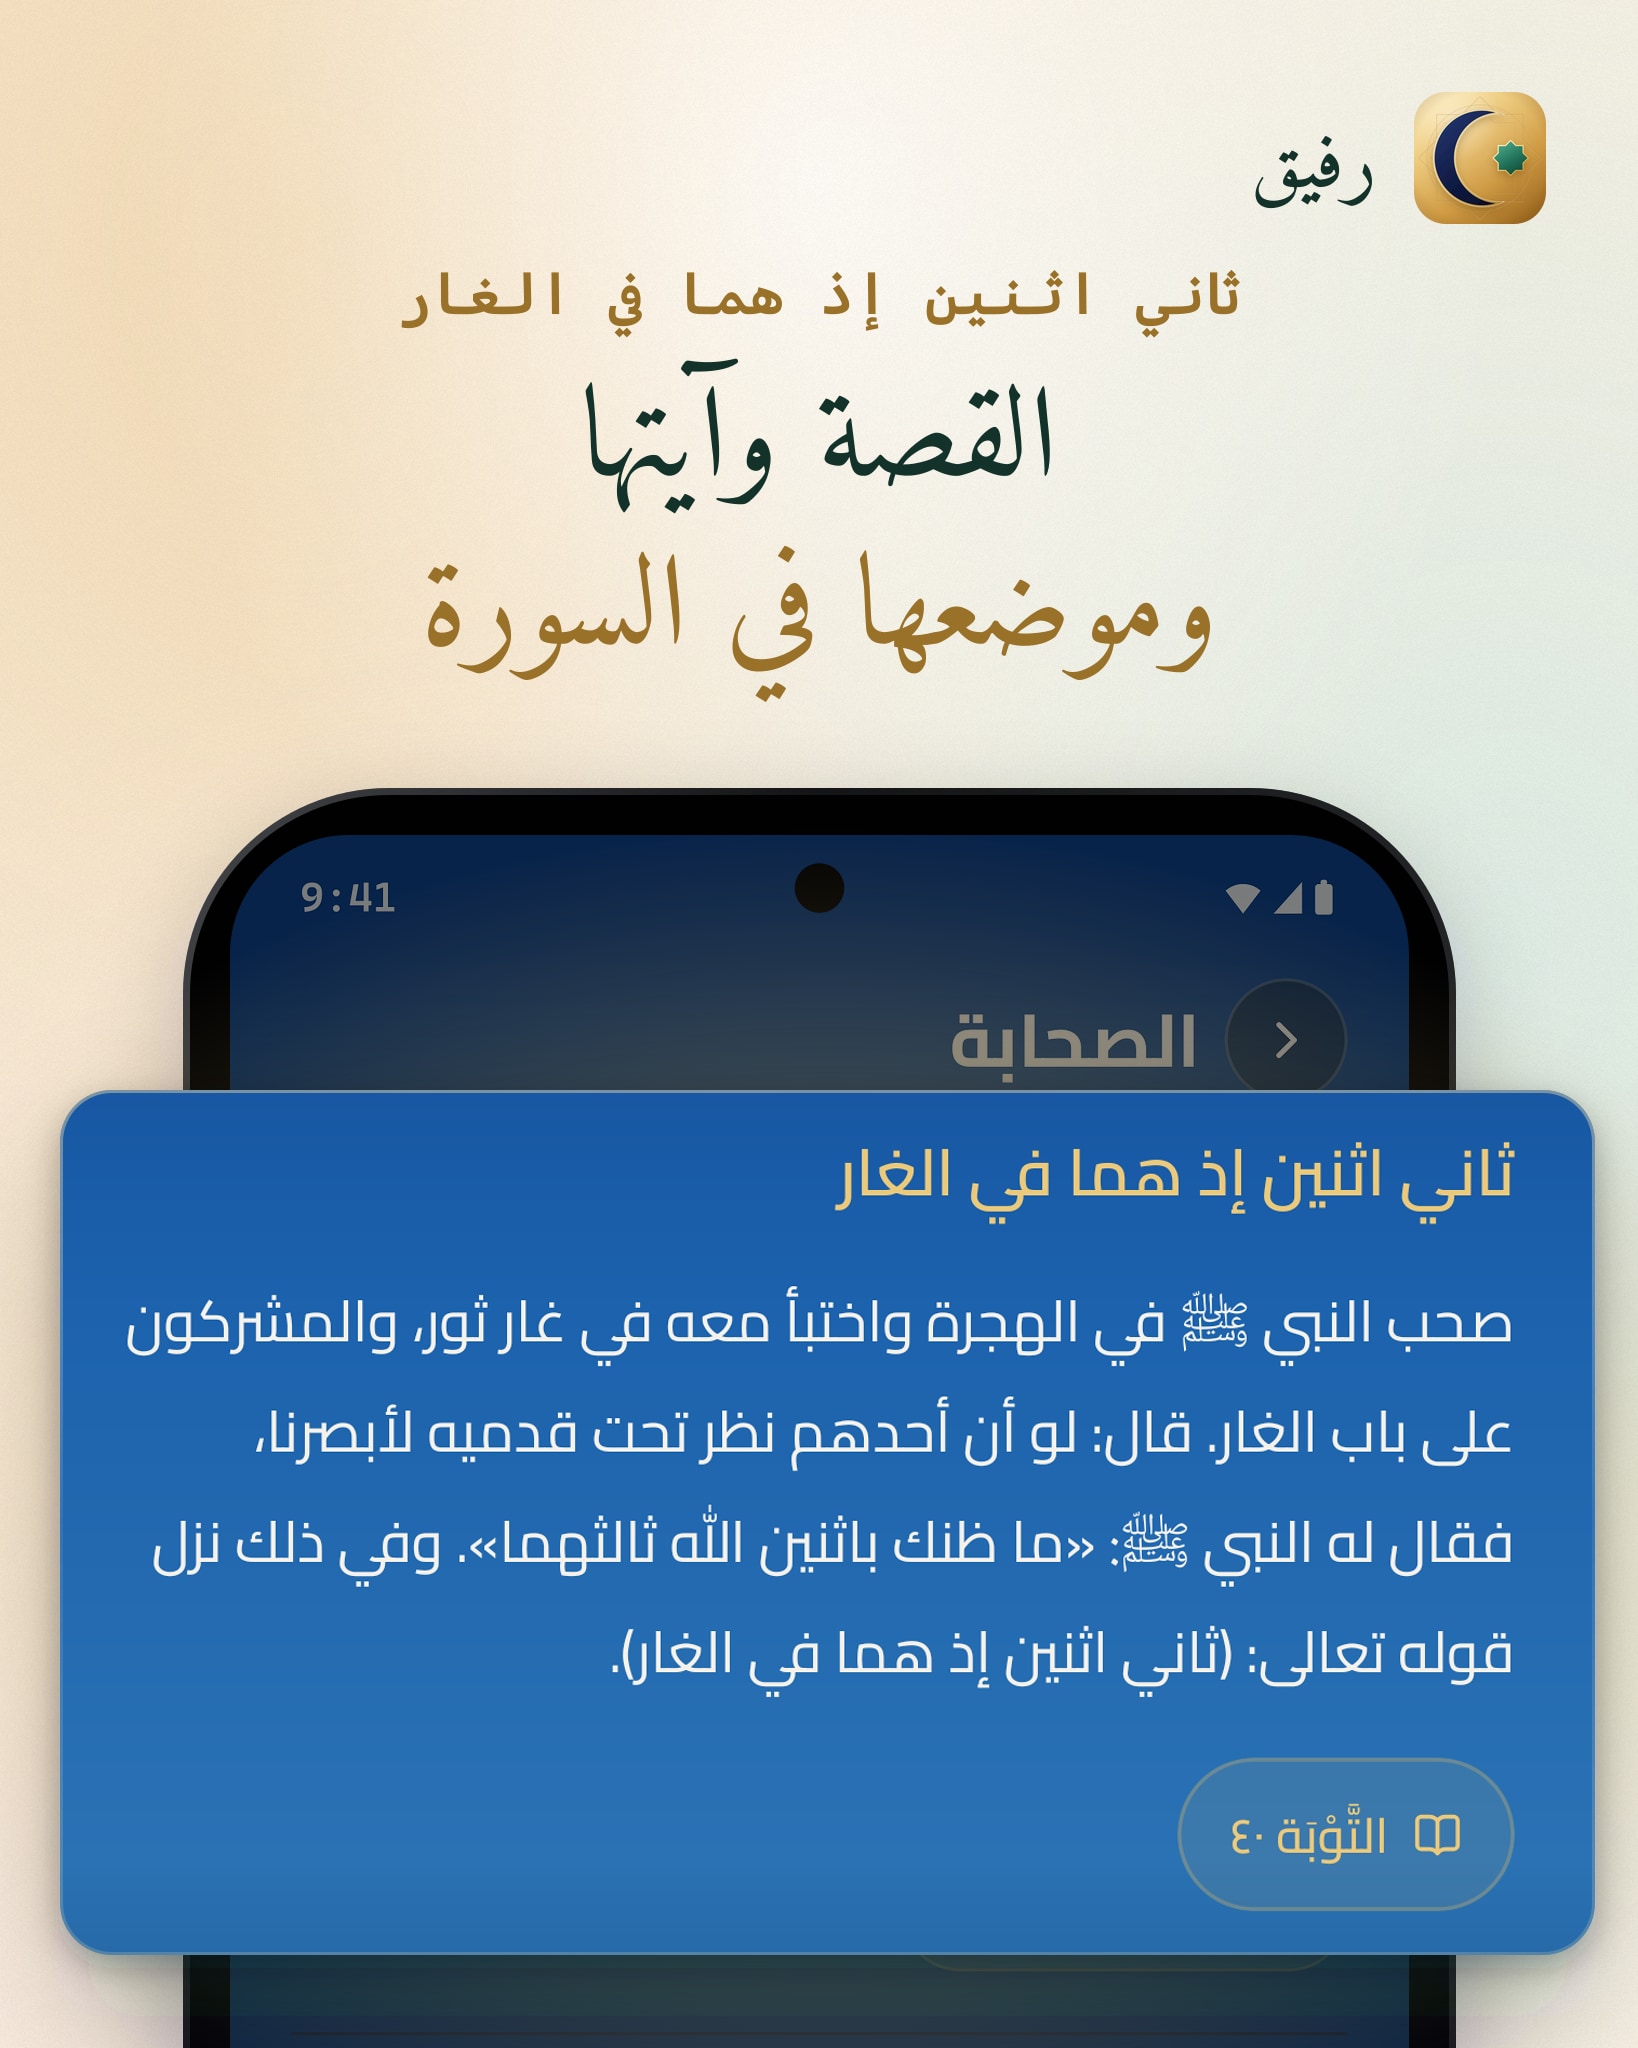 رفيق
ثاني اثنين إذ هما في الغار
القصة وآيتها
وموضعها في السورة
9:41
الصحابة
ثاني اثنين إذ هما في الغار
صحب النبي ﷺ في الهجرة واختبأ معه في غار ثور، والمشركون
على باب الغار. قال: لو أن أحدهم نظر تحت قدميه لأبصرنا،
فقال له النبي ﷺ: «ما ظنك باثنين الله ثالثهما». وفي ذلك نزل
قوله تعالى: (ثاني اثنين إذ هما في الغار).
التَّوْبَة ٤٠